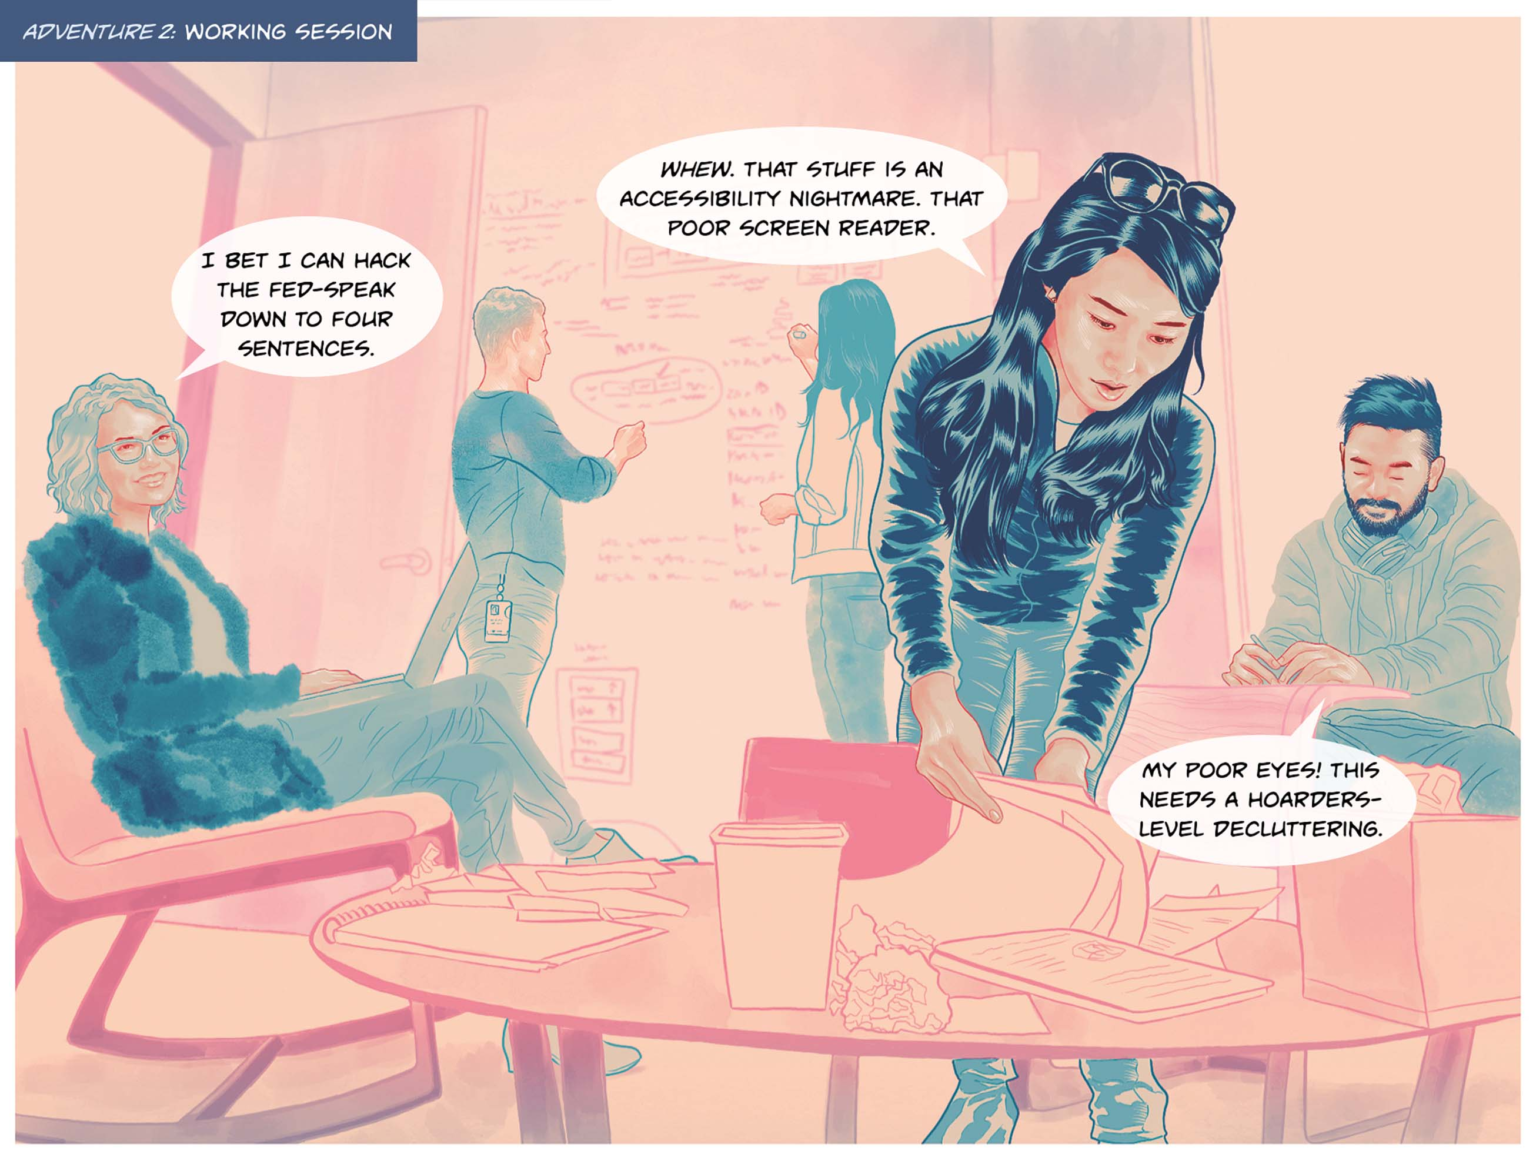 ADVENTURE 2: WORKING SESSION
WHEW. THAT STUFF IS AN
ACCESSIBILITY NIGHTMARE. THAT
POOR SCREEN READER.
I BET I CAN HACK
THE FED-SPEAK
DOWN TO FOUR
SENTENCES.
MY POOR EYES! THIS
NEEDS A HOARDERS-
LEVEL DECLUTTERING.